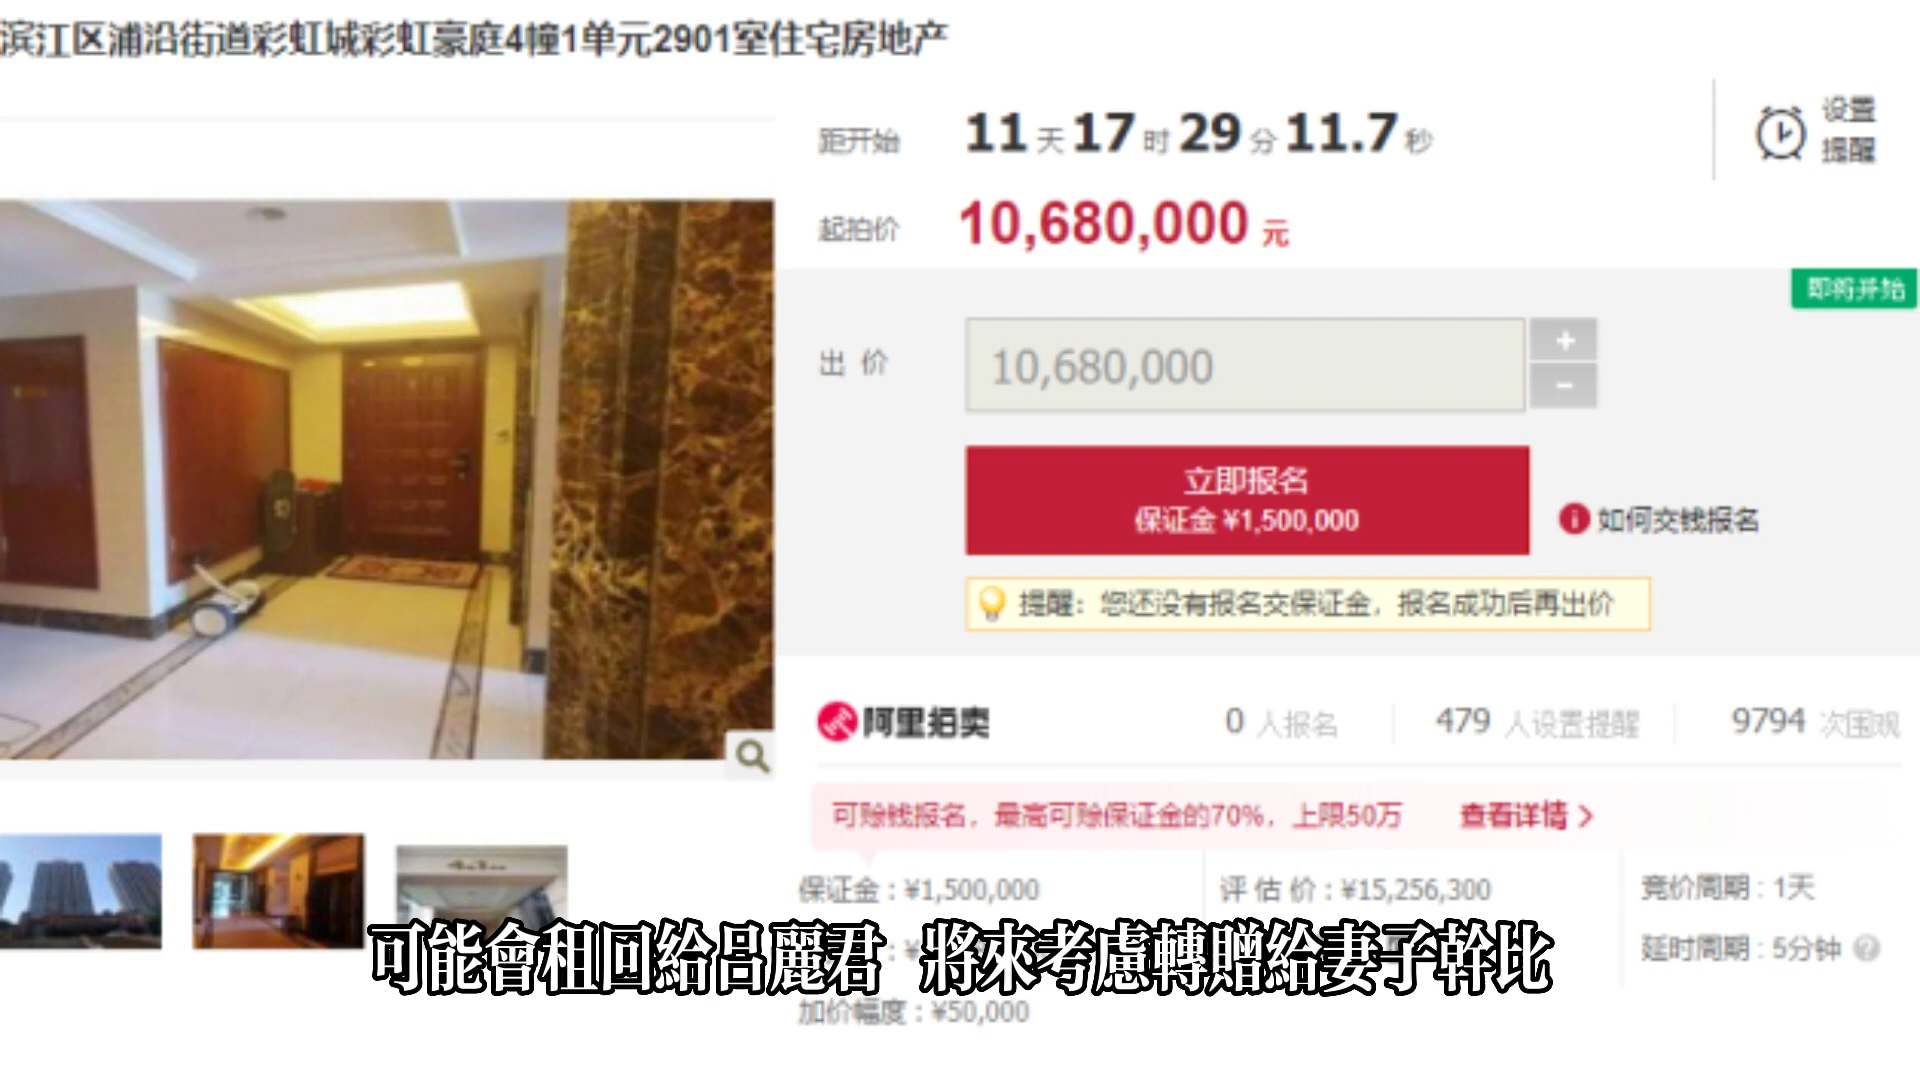 滨江区浦沿街道彩虹城彩虹豪庭4幢1单元2901室住宅房地产
距开始 11天17时29分11.7秒
设置
提醒
起拍价 10,680,000元
即将开始
出价 10,680,000
+
-
立即报名
保证金 ¥1,500,000
如何交钱报名
提醒：您还没有报名交保证金，报名成功后再出价
阿里拍卖 0人报名 479人设置提醒 9794次围观
可赊钱报名，最高可赊保证金的70%，上限50万 查看详情 >
保证金：¥1,500,000 评估价：¥15,256,300 竞价周期：1天
延时周期：5分钟 ?
可能會租回給呂麗君 將來考慮轉贈給妻子幹比
加价幅度：¥50,000